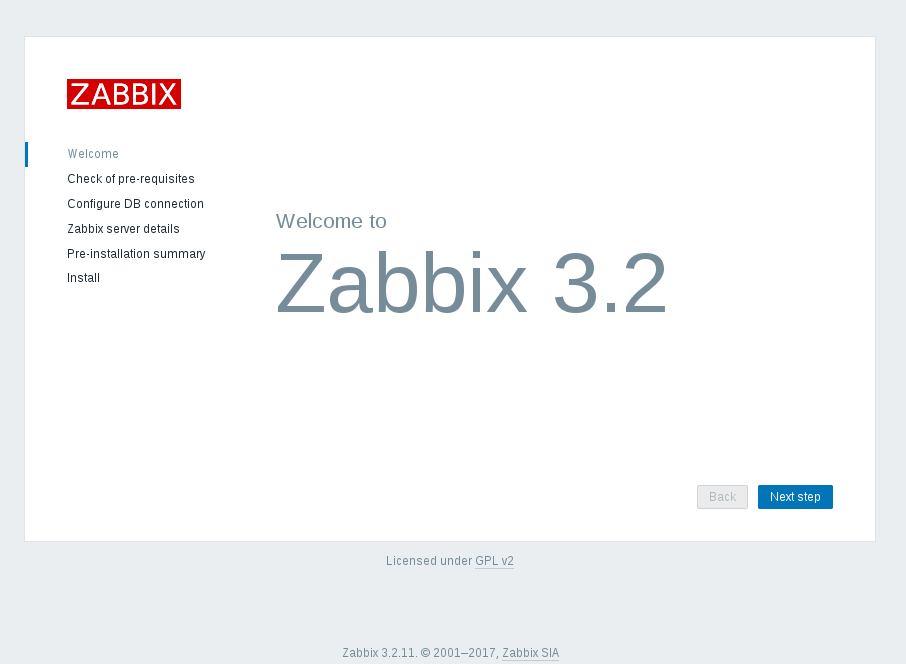 ZABBIX
Welcome
Check of pre-requisites
Configure DB connection
Zabbix server details
Pre-installation summary
Install
Welcome to
Zabbix 3.2
Back
Next step
Licensed under GPL v2
Zabbix 3.2.11. © 2001–2017, Zabbix SIA